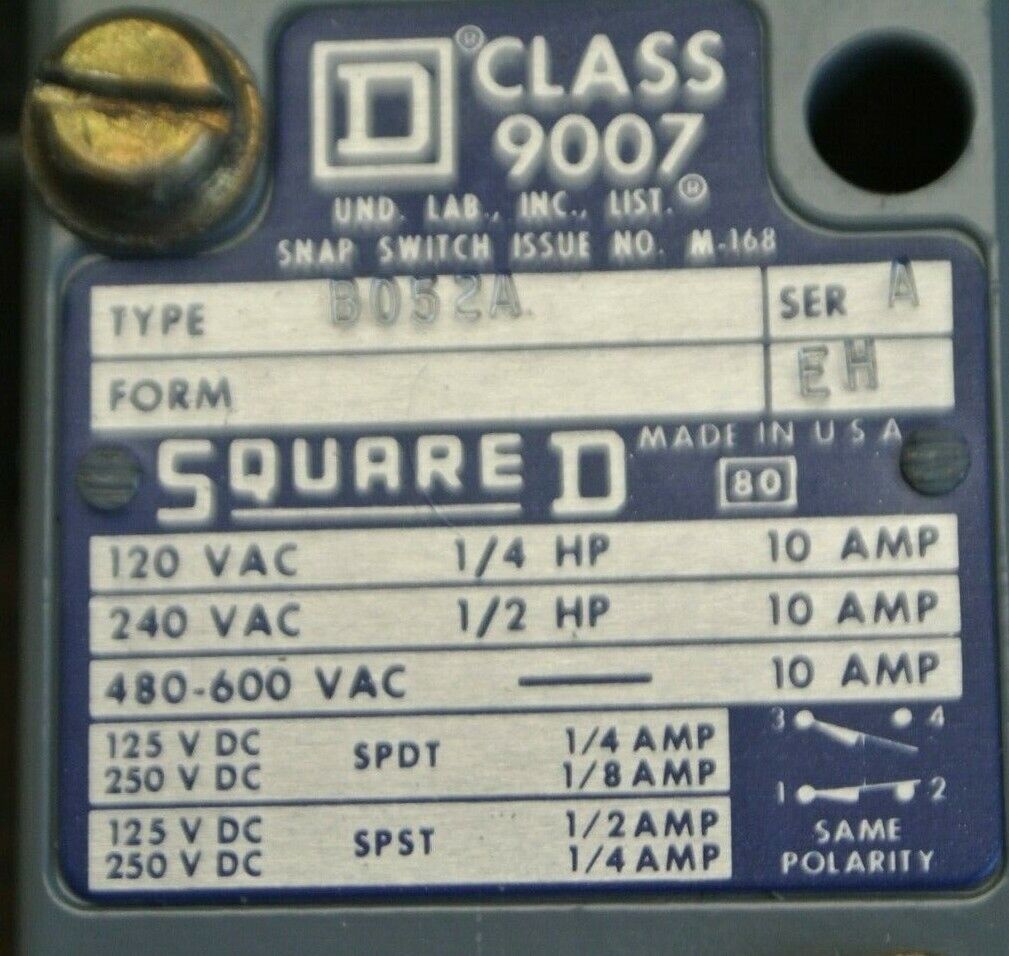 D® CLASS
9007
UND. LAB., INC., LIST.®
SNAP SWITCH ISSUE NO. M-168
TYPE B052A SER A
FORM EH
SQUARE D MADE IN U S A
80
120 VAC 1/4 HP 10 AMP
240 VAC 1/2 HP 10 AMP
480-600 VAC — 10 AMP
125 V DC SPDT 1/4 AMP
250 V DC 1/8 AMP
3 4
125 V DC SPST 1/2 AMP
250 V DC 1/4 AMP
1 2
SAME
POLARITY